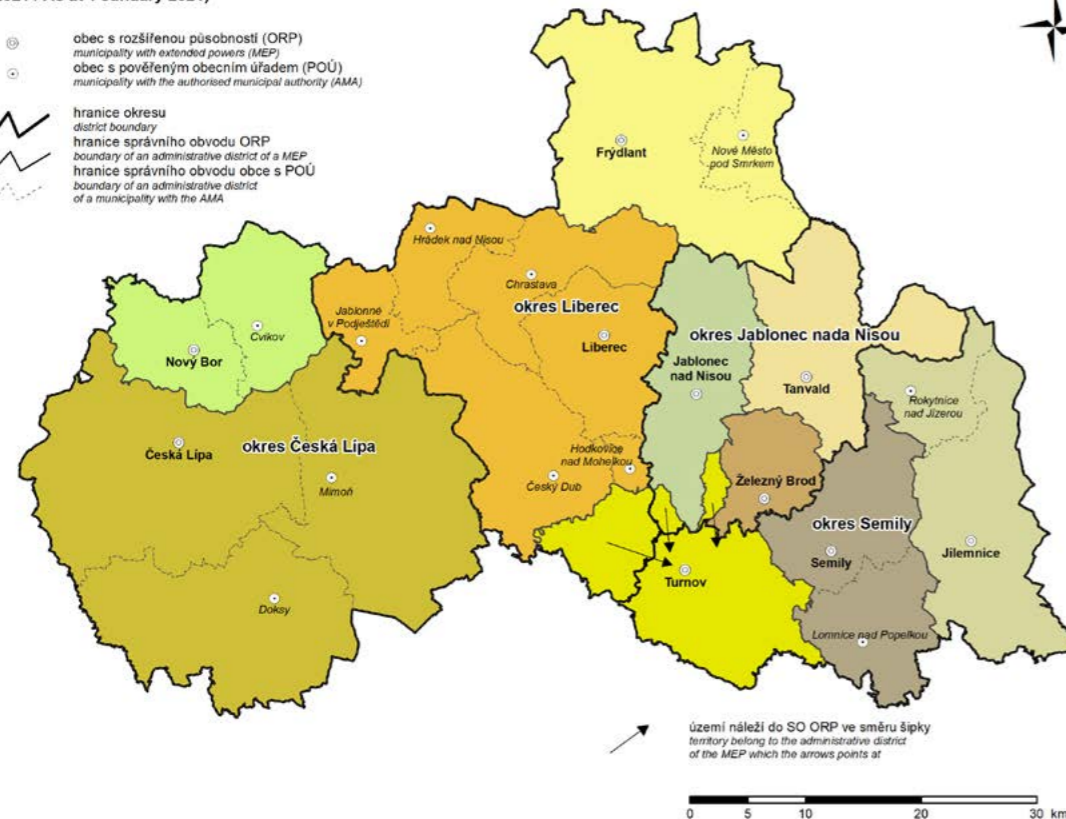 obec s rozšířenou působností (ORP)
municipality with extended powers (MEP)
obec s pověřeným obecním úřadem (POÚ)
municipality with the authorised municipal authority (AMA)
hranice okresu
district boundary
hranice správního obvodu ORP
boundary of an administrative district of a MEP
hranice správního obvodu obce s POÚ
boundary of an administrative district
of a municipality with the AMA
Frýdlant
Nové Město
pod Smrkem
Hrádek nad Nisou
Chrastava
okres Liberec
Jablonné
v Podještědí
Cvikov
Nový Bor
Liberec
okres Jablonec nada Nisou
Jablonec
nad Nisou
Tanvald
Rokytnice
nad Jizerou
Česká Lípa
okres Česká Lípa
Mimoň
Hodkovice
nad Mohelkou
Český Dub
Železný Brod
okres Semily
Semily
Jilemnice
Turnov
Doksy
Lomnice nad Popelkou
území náleží do SO ORP ve směru šipky
territory belong to the administrative district
of the MEP which the arrows points at
0 5 10 20 30 km